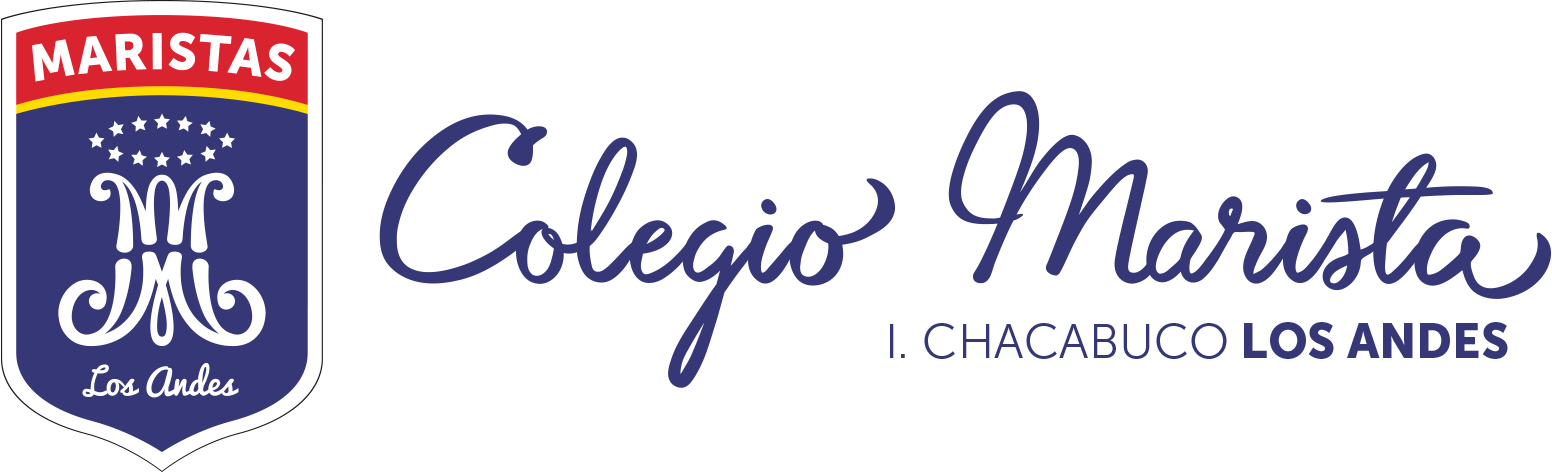 MARISTAS
Los Andes
Colegio Marista
I. CHACABUCO LOS ANDES